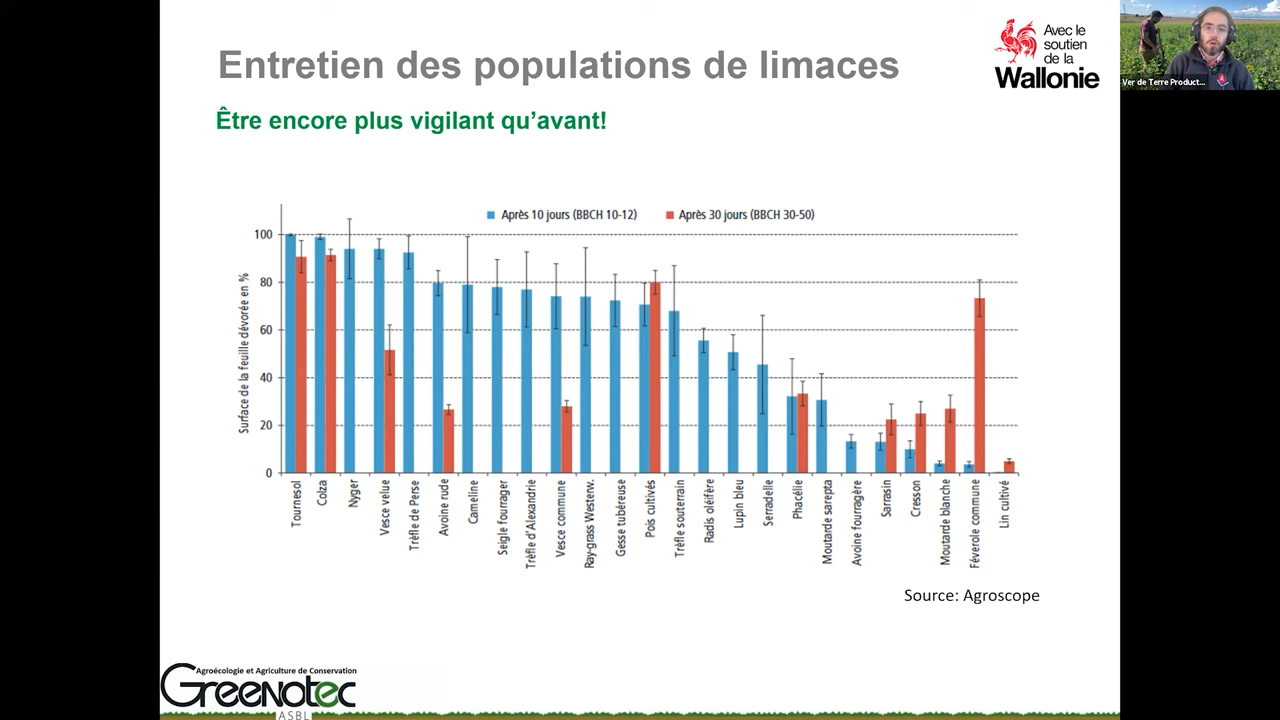 Entretien des populations de limaces
Être encore plus vigilant qu'avant!
Avec le
soutien
de la
Wallonie
Ver de Terre Product...
Après 10 jours (BBCH 10-12)
Après 30 jours (BBCH 30-50)
Surface de la feuille dévorée en %
100
80
60
40
20
0
Tournesol
Colza
Nyger
Vesce velue
Trèfle de Perse
Avoine rude
Cameline
Seigle fourrager
Trèfle d'Alexandrie
Vesce commune
Ray-grass Westerw.
Gesse tubéreuse
Pois cultivés
Trèfle souterrain
Radis oléifère
Lupin bleu
Serradelle
Phacélie
Moutarde sarepta
Avoine fourragère
Sarrasin
Cresson
Moutarde blanche
Féverole commune
Lin cultivé
Source: Agroscope
Agroécologie et Agriculture de Conservation
Greenotec
ASBL